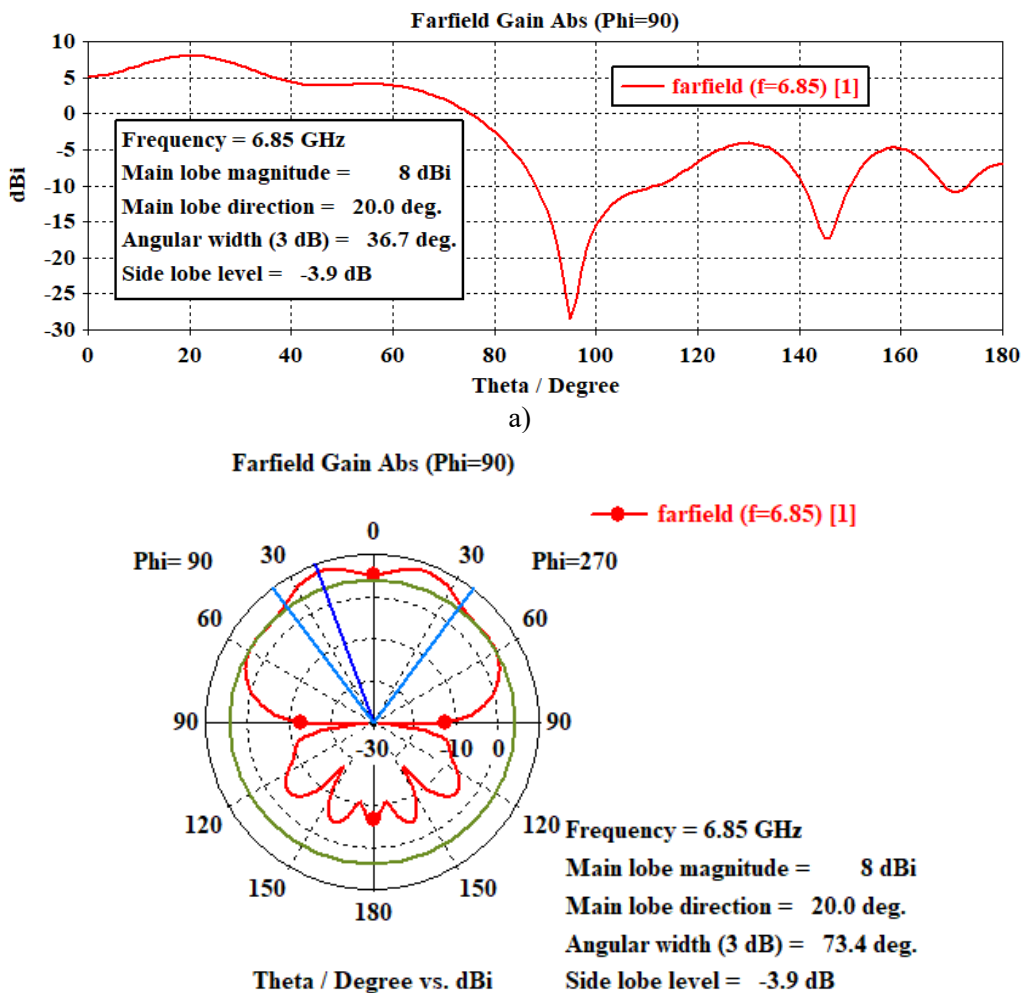 Farfield Gain Abs (Phi=90)
10
5
0
-5
-10
-15
-20
-25
-30
dBi
farfield (f=6.85) [1]
Frequency = 6.85 GHz
Main lobe magnitude = 8 dBi
Main lobe direction = 20.0 deg.
Angular width (3 dB) = 36.7 deg.
Side lobe level = -3.9 dB
0 20 40 60 80 100 120 140 160 180
Theta / Degree
a)
Farfield Gain Abs (Phi=90)
farfield (f=6.85) [1]
0
Phi= 90 30 30 Phi=270
60 60
90 90
-30 -10 0
120 120
150 150
180
Frequency = 6.85 GHz
Main lobe magnitude = 8 dBi
Main lobe direction = 20.0 deg.
Angular width (3 dB) = 73.4 deg.
Theta / Degree vs. dBi
Side lobe level = -3.9 dB